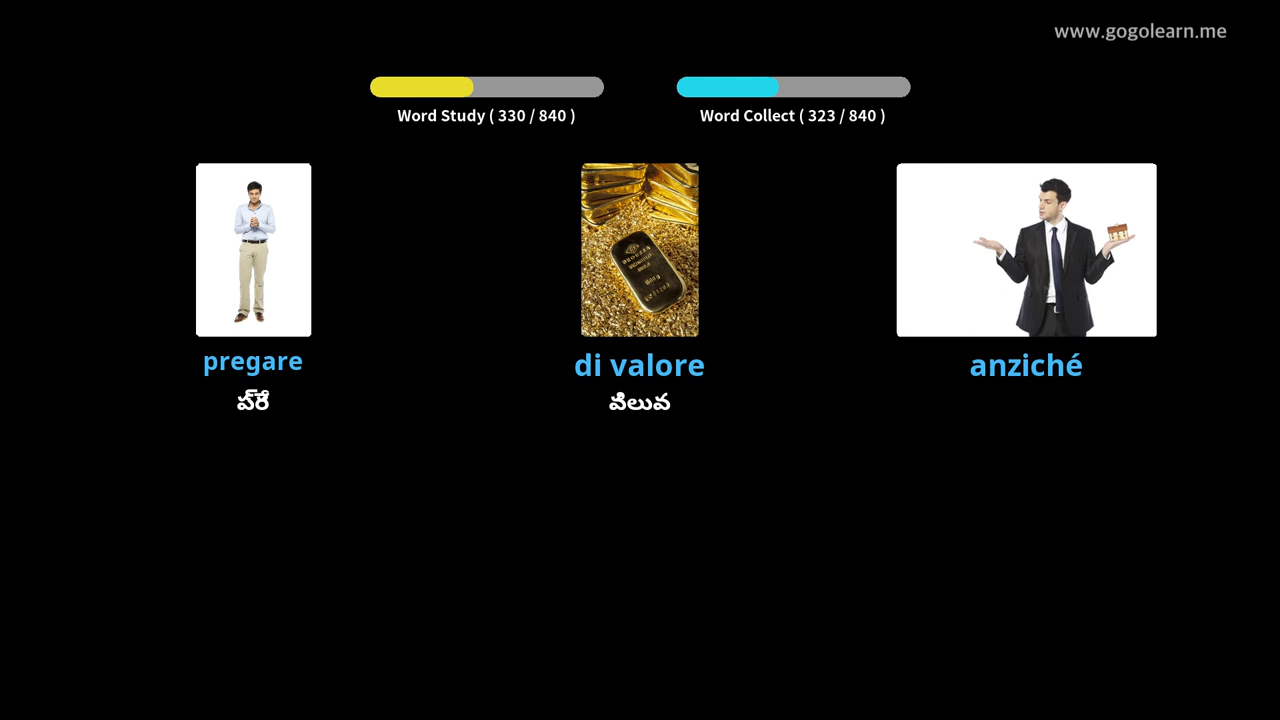 www.gogolearn.me
Word Study ( 330 / 840 )
Word Collect ( 323 / 840 )
pregare
di valore
anziché
ప్రే
విలువ